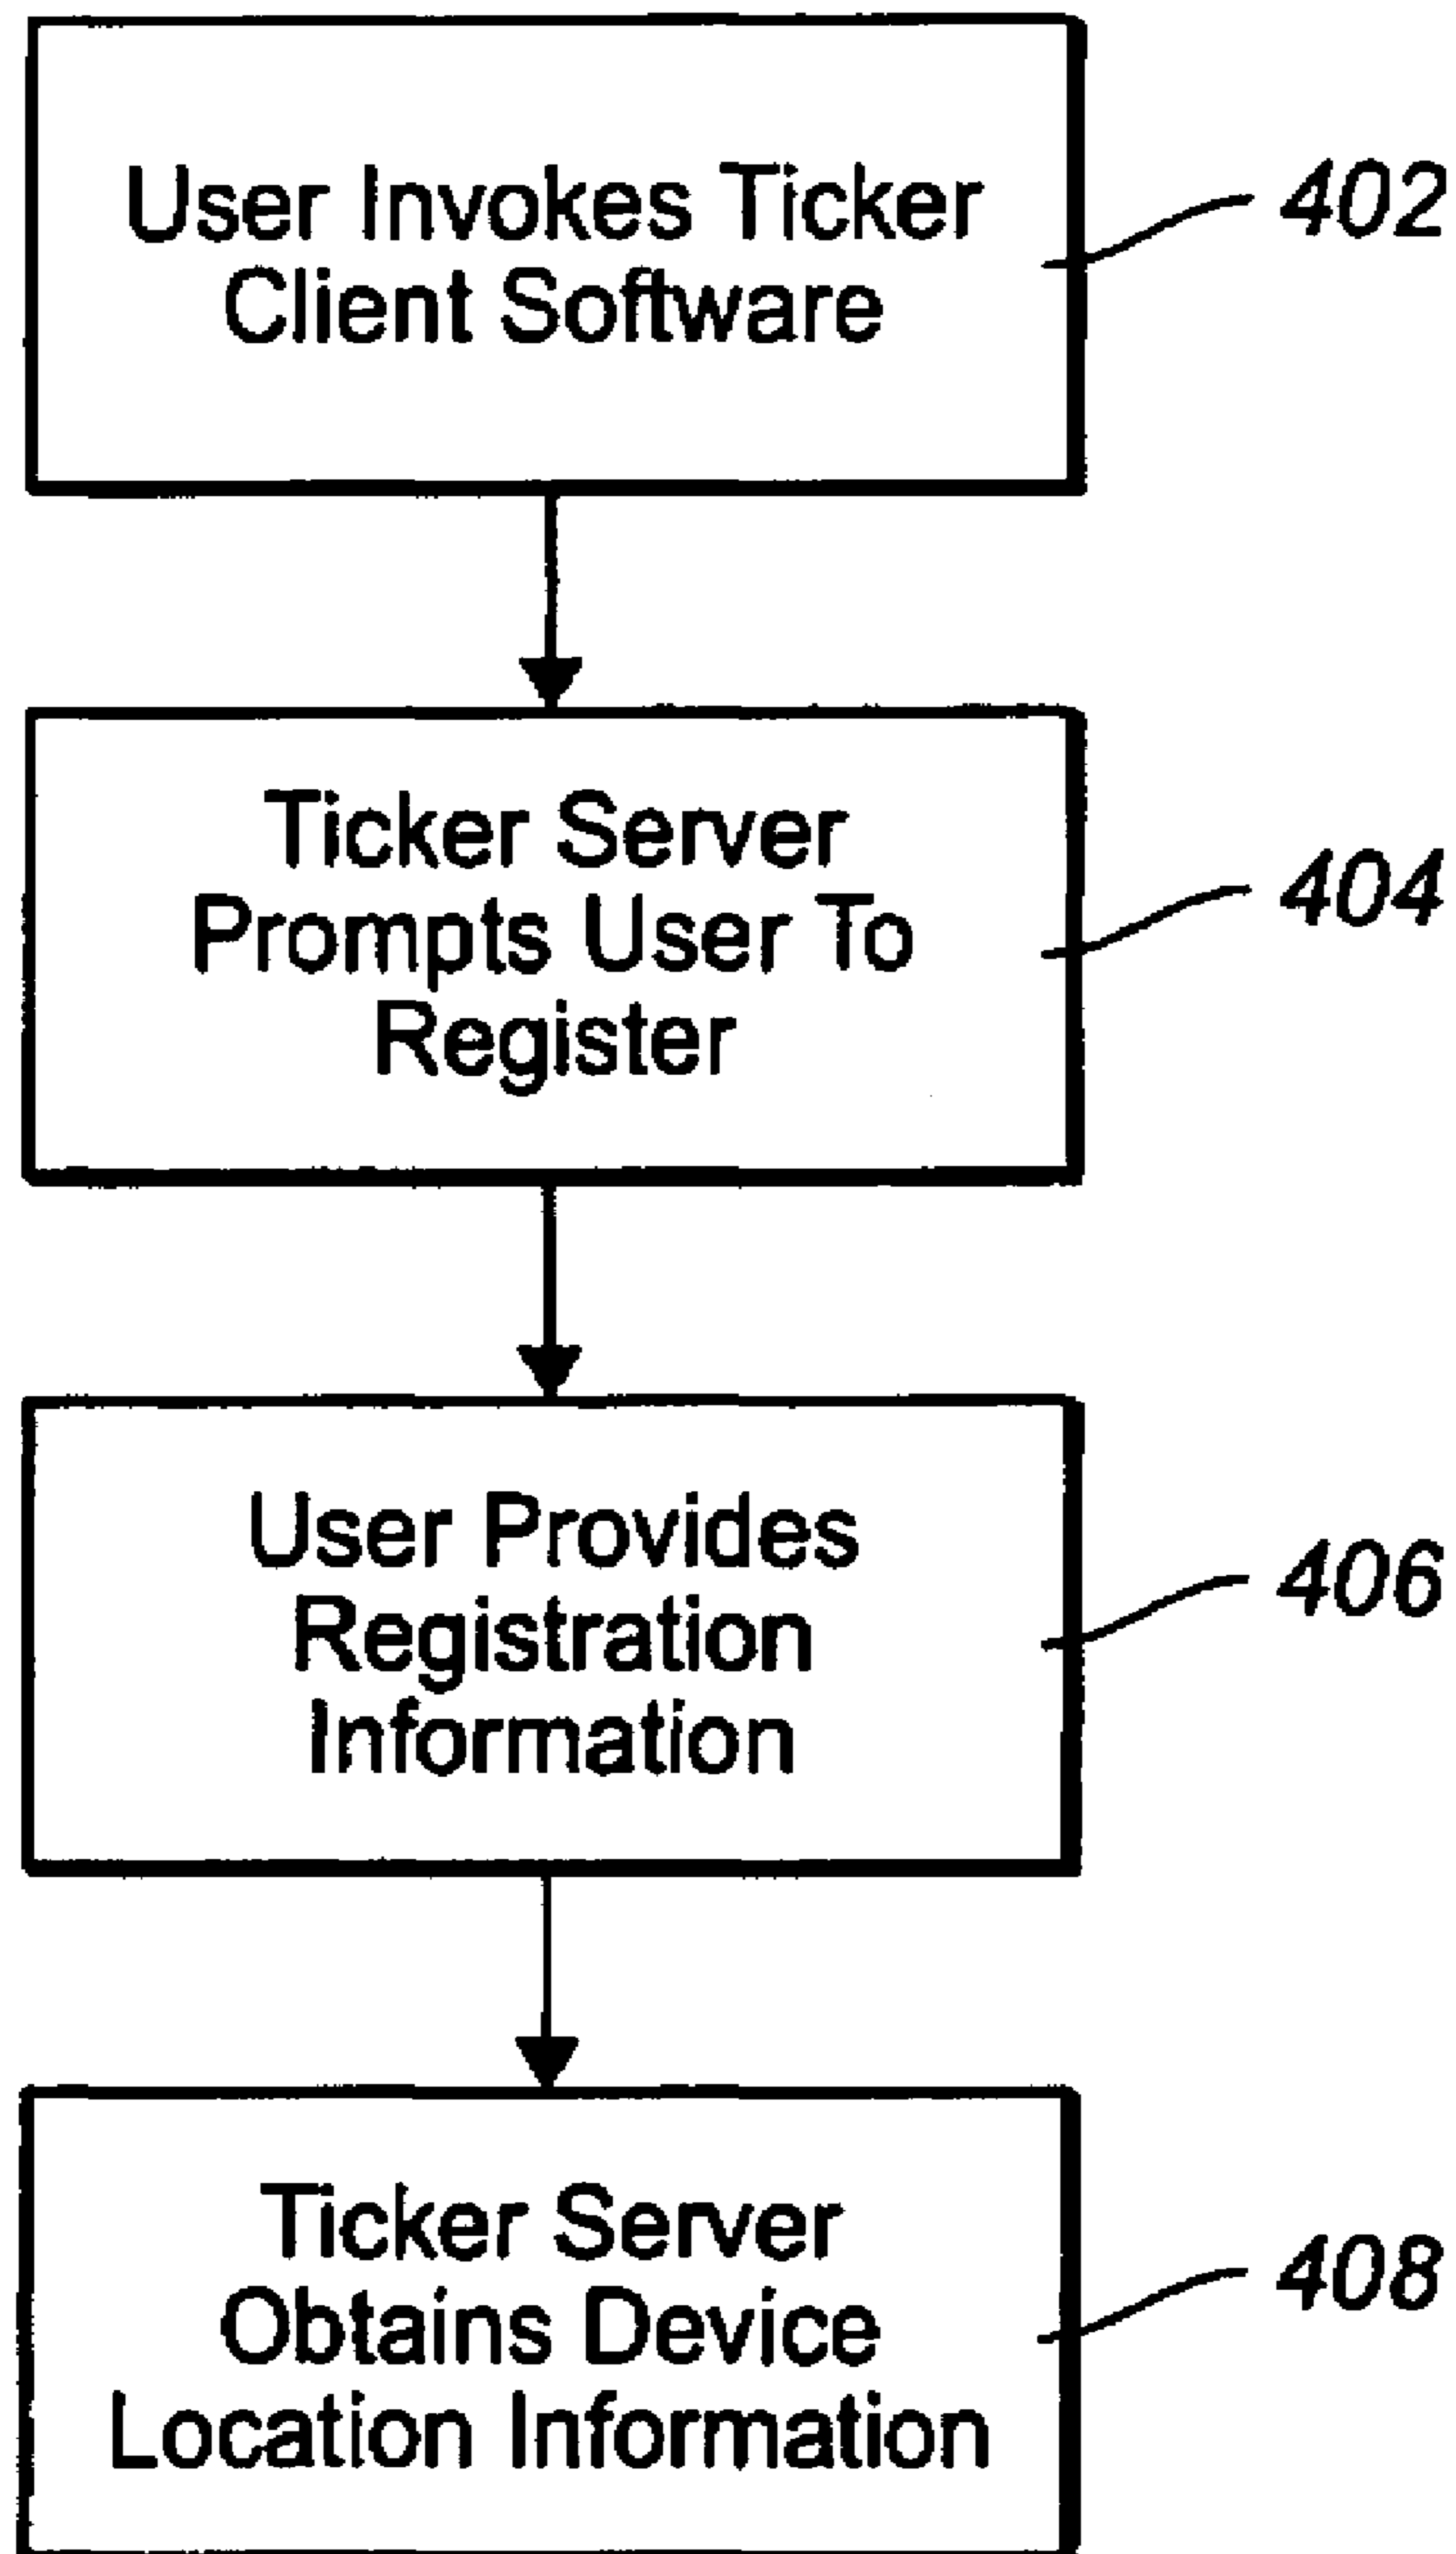 User Invokes Ticker
Client Software
402
Ticker Server
Prompts User To
Register
404
User Provides
Registration
Information
406
Ticker Server
Obtains Device
Location Information
408